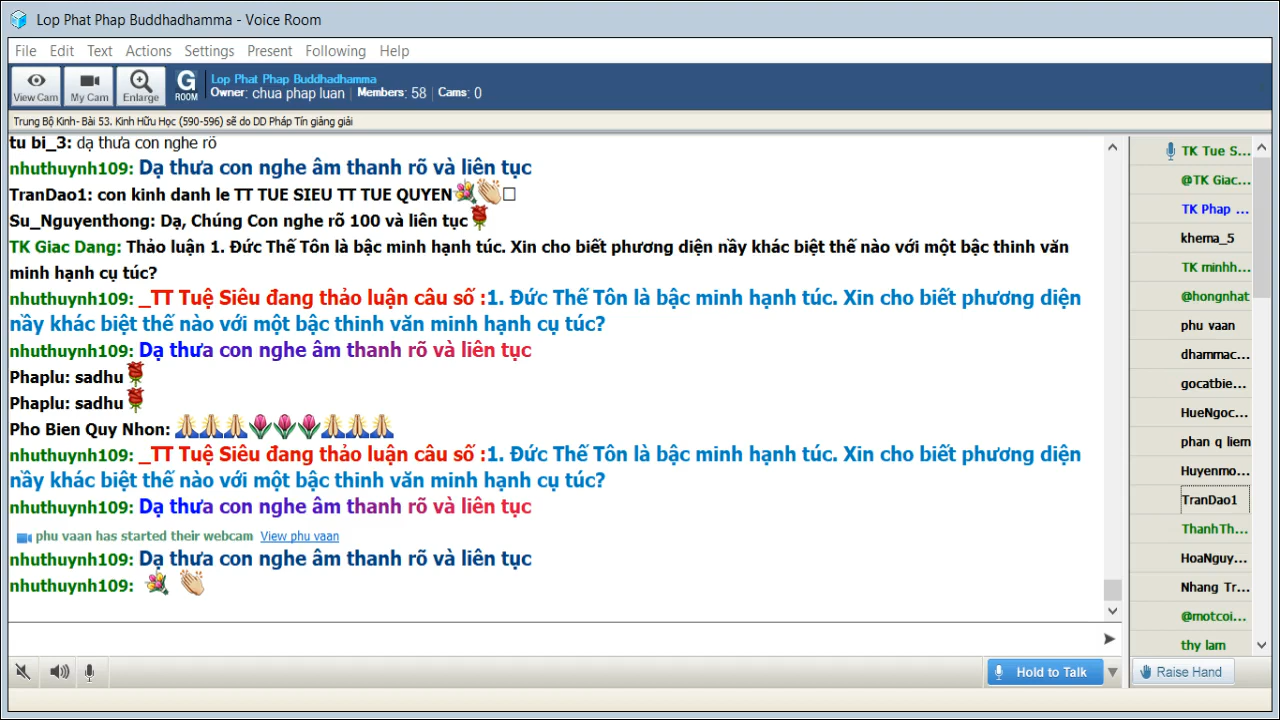 Lop Phat Phap Buddhadhamma - Voice Room
File Edit Text Actions Settings Present Following Help
View Cam My Cam Enlarge G ROOM
Lop Phat Phap Buddhadhamma
Owner: chua phap luan Members: 58 Cams: 0
Trung Bộ Kinh- Bài 53. Kinh Hữu Học (590-596) sẽ do DD Pháp Tín giảng giải
tu bi_3: dạ thưa con nghe rõ
nhuthuynh109: Dạ thưa con nghe âm thanh rõ và liên tục
TranDao1: con kinh danh le TT TUE SIEU TT TUE QUYEN
Su_Nguyenthong: Dạ, Chúng Con nghe rõ 100 và liên tục
TK Giac Dang: Thảo luận 1. Đức Thế Tôn là bậc minh hạnh túc. Xin cho biết phương diện nầy khác biệt thế nào với một bậc thinh văn
minh hạnh cụ túc?
nhuthuynh109: _TT Tuệ Siêu đang thảo luận câu số :1. Đức Thế Tôn là bậc minh hạnh túc. Xin cho biết phương diện
nầy khác biệt thế nào với một bậc thinh văn minh hạnh cụ túc?
nhuthuynh109: Dạ thưa con nghe âm thanh rõ và liên tục
Phaplu: sadhu
Phaplu: sadhu
Pho Bien Quy Nhon:
nhuthuynh109: _TT Tuệ Siêu đang thảo luận câu số :1. Đức Thế Tôn là bậc minh hạnh túc. Xin cho biết phương diện
nầy khác biệt thế nào với một bậc thinh văn minh hạnh cụ túc?
nhuthuynh109: Dạ thưa con nghe âm thanh rõ và liên tục
phu vaan has started their webcam View phu vaan
nhuthuynh109: Dạ thưa con nghe âm thanh rõ và liên tục
nhuthuynh109:
TK Tue S...
@TK Giac...
TK Phap ...
khema_5
TK minhh...
@hongnhat
phu vaan
dhammac...
gocatbie...
HueNgoc...
phan q liem
Huyenmo...
TranDao1
ThanhTh...
HoaNguy...
Nhang Tr...
@motcoi...
thy lam
Hold to Talk
Raise Hand